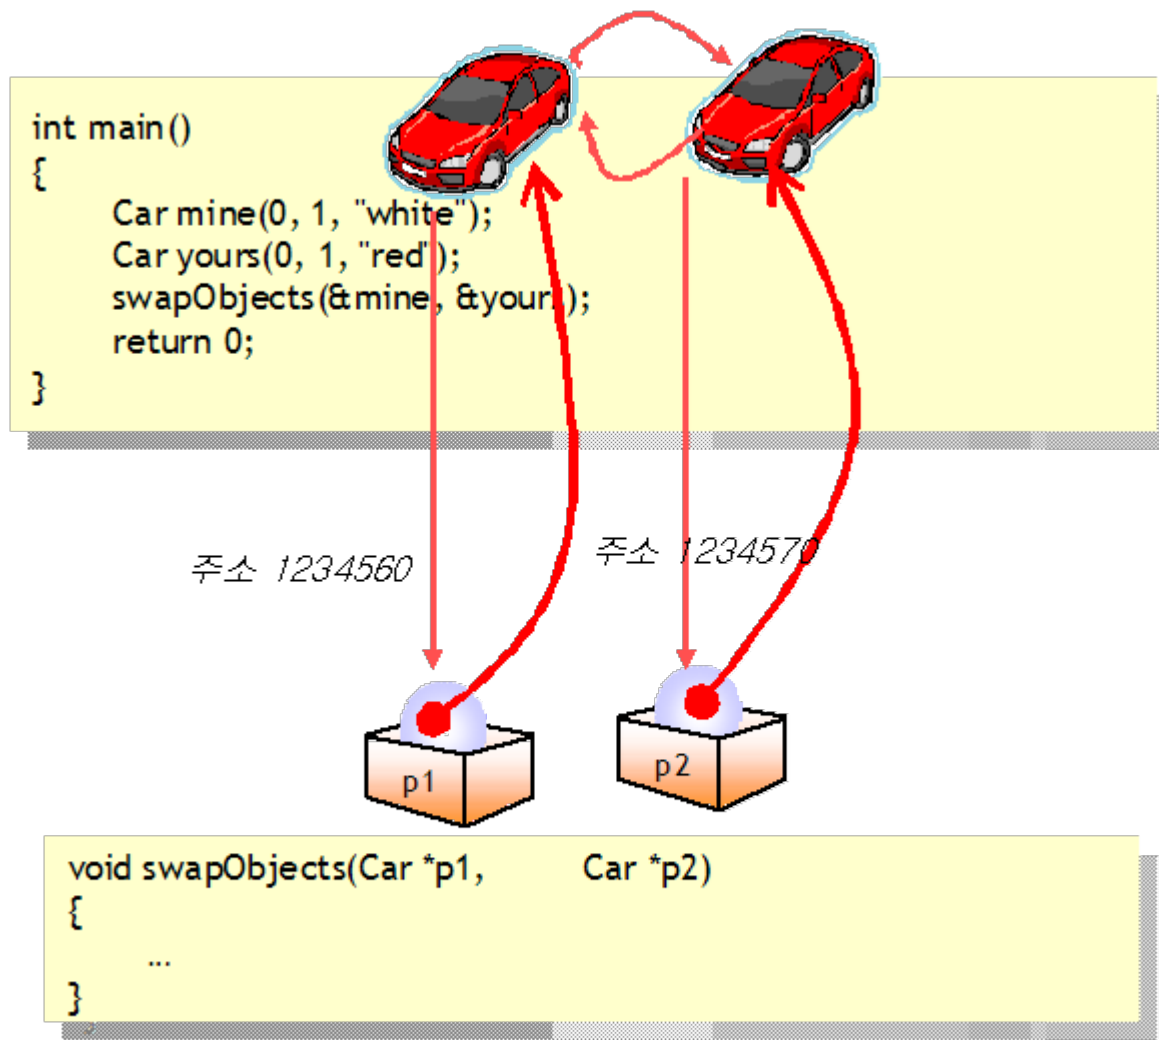 int main()
{
Car mine(0, 1, "white");
Car yours(0, 1, "red");
swapObjects(&mine, &your );
return 0;
}
주소 1234560
주소 1234570
p1
p2
void swapObjects(Car *p1, Car *p2)
{
...
}